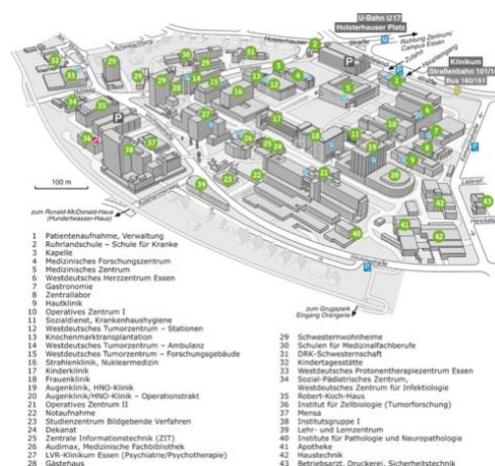 U-Bahn U17
Holsterhauser Platz
Richtung Zentrum/
Campus Essen
Zufahrt
Haupteingang
Klinikum
Straßenbahn 101/1
Bus 160/161
100 m
zum Ronald-McDonald-Haus
(Hundertwasser-Haus)
zum Grugapark
Eingang Orangerie
1 Patientenaufnahme, Verwaltung
2 Ruhrlandschule – Schule für Kranke
3 Kapelle
4 Medizinisches Forschungszentrum
5 Medizinisches Zentrum
6 Westdeutsches Herzzentrum Essen
7 Gastronomie
8 Zentrallabor
9 Hautklinik
10 Operatives Zentrum I
11 Sozialdienst, Krankenhaushygiene
12 Westdeutsches Tumorzentrum – Stationen
13 Knochenmarktransplantation
14 Westdeutsches Tumorzentrum – Ambulanz
15 Westdeutsches Tumorzentrum – Forschungsgebäude
16 Strahlenklinik, Nuklearmedizin
17 Kinderklinik
18 Frauenklinik
19 Augenklinik, HNO-Klinik
20 Augenklinik/HNO-Klinik – Operationstrakt
21 Operatives Zentrum II
22 Notaufnahme
23 Studienzentrum Bildgebende Verfahren
24 Dekanat
25 Zentrale Informationstechnik (ZIT)
26 Audimax, Medizinische Fachbibliothek
27 LVR-Klinikum Essen (Psychiatrie/Psychotherapie)
28 Gästehaus
29 Schwesternwohnheime
30 Schulen für Medizinalfachberufe
31 DRK-Schwesternschaft
32 Kindertagesstätte
33 Westdeutsches Protonentherapiezentrum Essen
34 Sozial-Pädiatrisches Zentrum,
Westdeutsches Zentrum für Infektiologie
35 Robert-Koch-Haus
36 Institut für Zellbiologie (Tumorforschung)
37 Mensa
38 Institutsgruppe I
39 Lehr- und Lernzentrum
40 Institute für Pathologie und Neuropathologie
41 Apotheke
42 Haustechnik
43 Betriebsarzt, Druckerei, Sicherheitstechnik